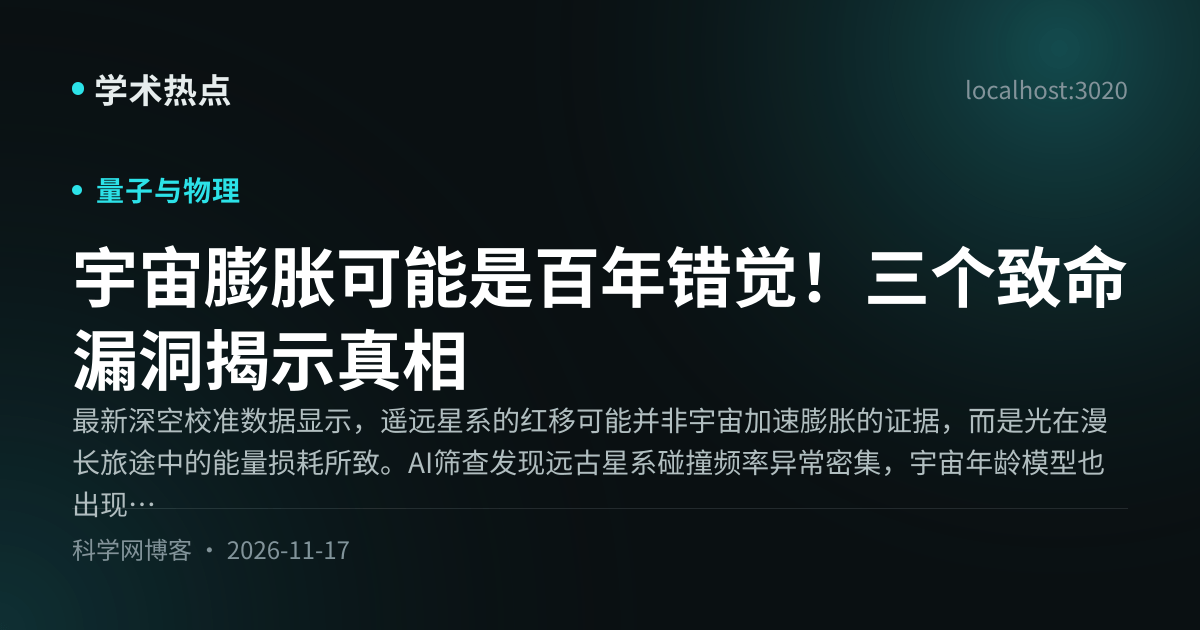 学术热点
localhost:3020
量子与物理
宇宙膨胀可能是百年错觉！三个致命
漏洞揭示真相
最新深空校准数据显示，遥远星系的红移可能并非宇宙加速膨胀的证据，而是光在漫
长旅途中的能量损耗所致。AI筛查发现远古星系碰撞频率异常密集，宇宙年龄模型也
出现…
科学网博客 · 2026-11-17